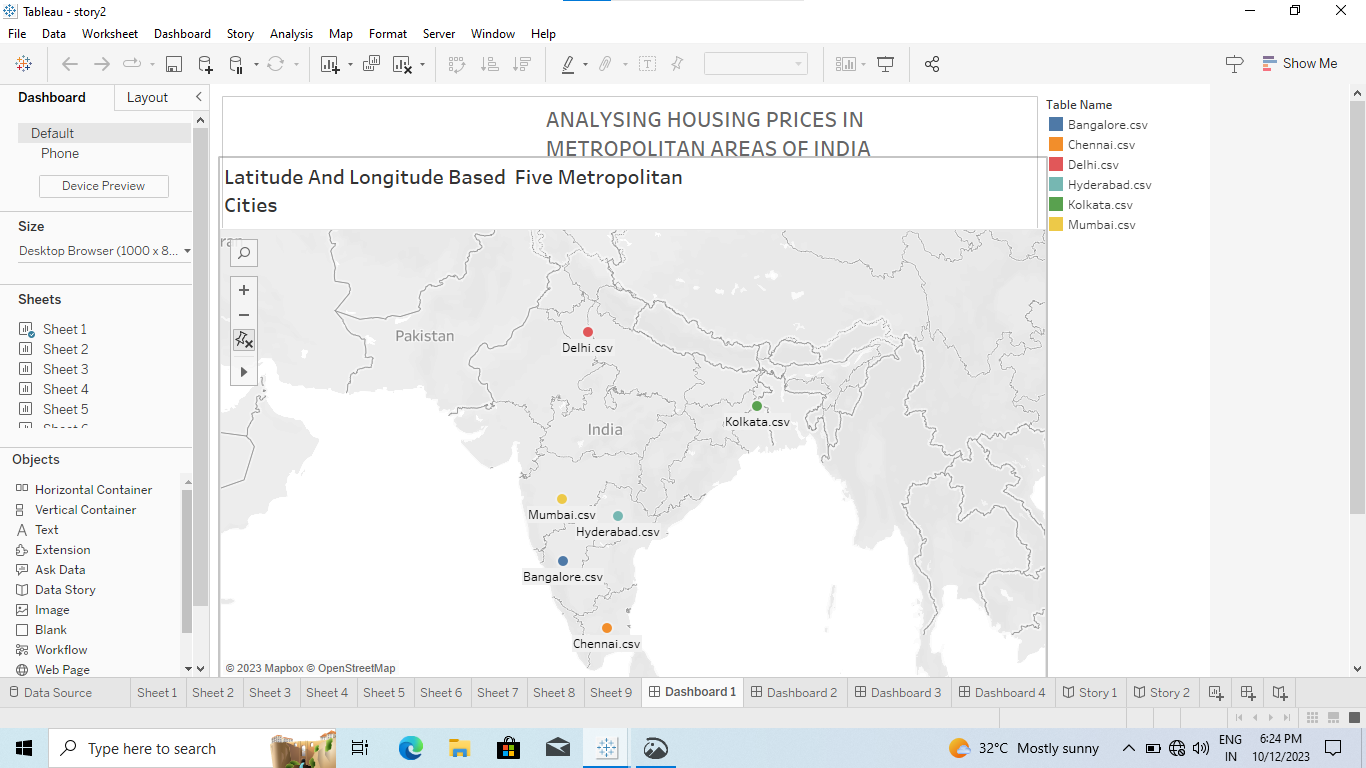 Tableau - story2
File Data Worksheet Dashboard Story Analysis Map Format Server Window Help
Show Me
Dashboard Layout
Default
Phone
Device Preview
Size
Desktop Browser (1000 x 8...
Sheets
Sheet 1
Sheet 2
Sheet 3
Sheet 4
Sheet 5
Objects
Horizontal Container
Vertical Container
Text
Extension
Ask Data
Data Story
Image
Blank
Workflow
Web Page
ANALYSING HOUSING PRICES IN
METROPOLITAN AREAS OF INDIA
Latitude And Longitude Based Five Metropolitan
Cities
Pakistan
Delhi.csv
Kolkata.csv
India
Mumbai.csv
Hyderabad.csv
Bangalore.csv
Chennai.csv
© 2023 Mapbox © OpenStreetMap
Table Name
Bangalore.csv
Chennai.csv
Delhi.csv
Hyderabad.csv
Kolkata.csv
Mumbai.csv
Data Source Sheet 1 Sheet 2 Sheet 3 Sheet 4 Sheet 5 Sheet 6 Sheet 7 Sheet 8 Sheet 9 Dashboard 1 Dashboard 2 Dashboard 3 Dashboard 4 Story 1 Story 2
Type here to search
32°C Mostly sunny
ENG
IN
6:24 PM
10/12/2023